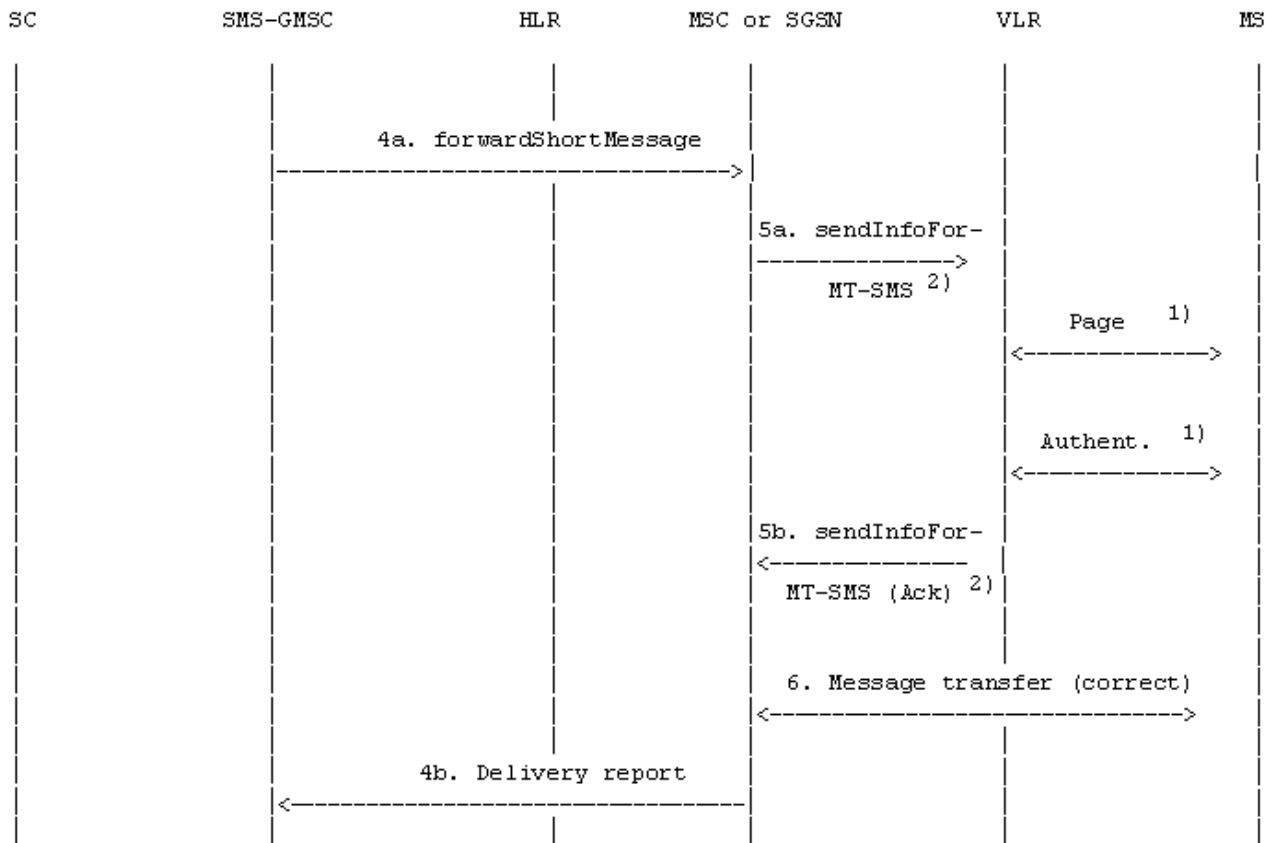 SC SMS-GMSC HLR MSC or SGSN VLR MS
4a. forwardShortMessage
5a. sendInfoFor-
MT-SMS 2)
Page 1)
Authent. 1)
5b. sendInfoFor-
MT-SMS (Ack) 2)
6. Message transfer (correct)
4b. Delivery report